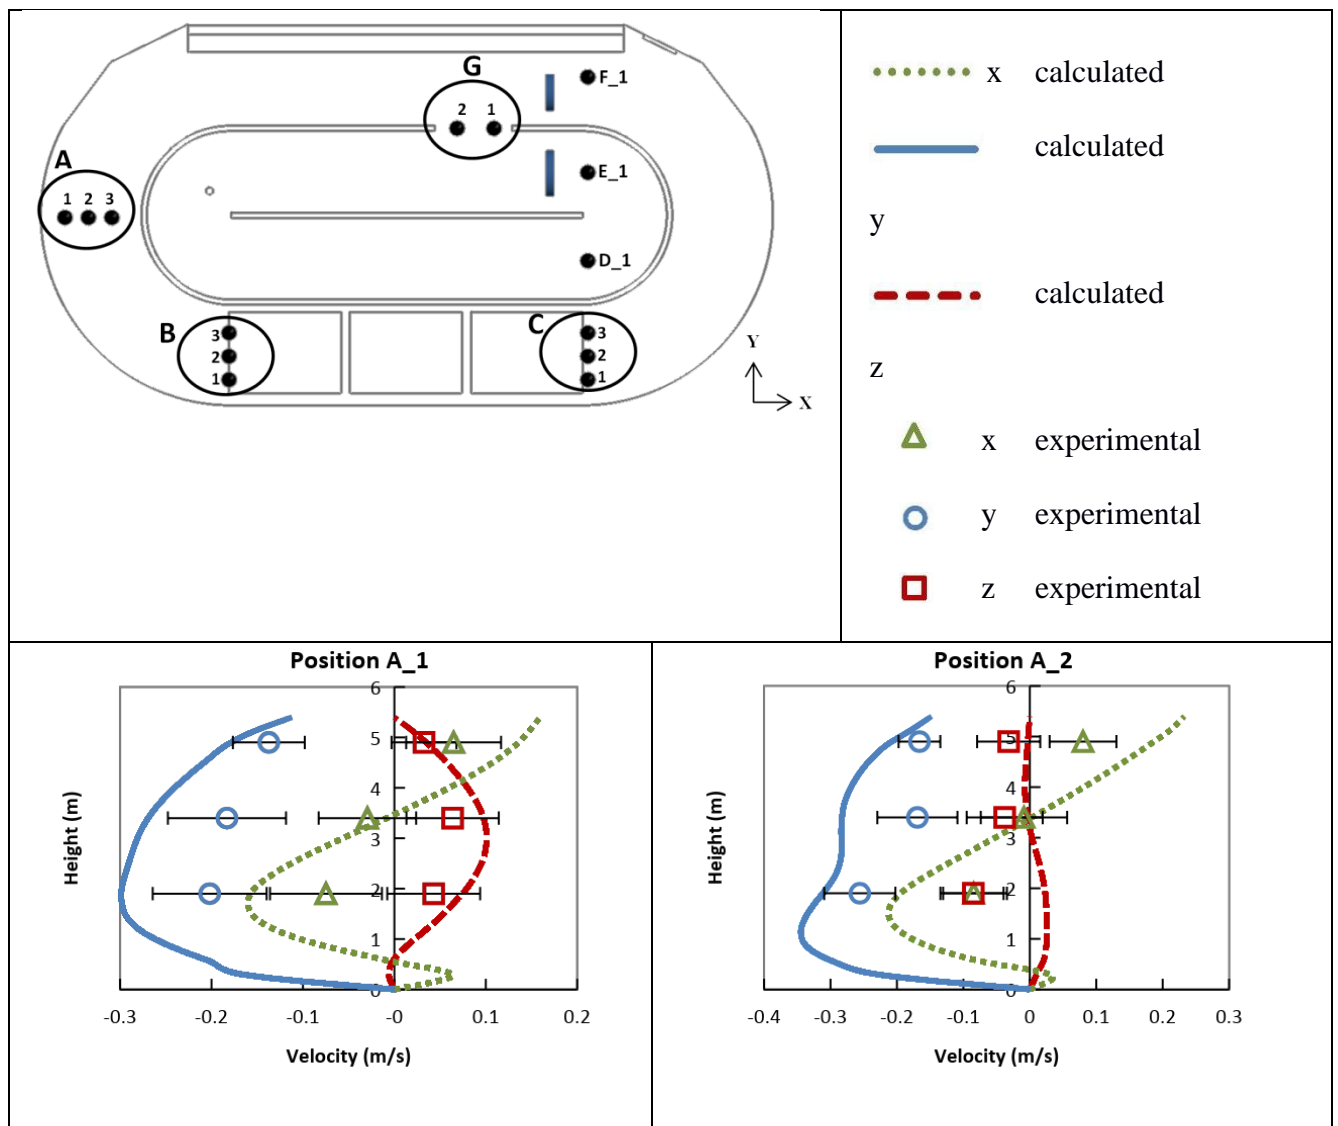 G
2 1
F_1
A
1 2 3
E_1
D_1
B
3
2
1
C
3
2
1
Y
X
x calculated
calculated
y
calculated
z
x experimental
y experimental
z experimental
Position A_1
6
5
4
3
2
1
0
-0.3 -0.2 -0.1 -0 0.1 0.2
Height (m)
Velocity (m/s)
Position A_2
6
5
4
3
2
1
0
-0.4 -0.3 -0.2 -0.1 0 0.1 0.2 0.3
Height (m)
Velocity (m/s)